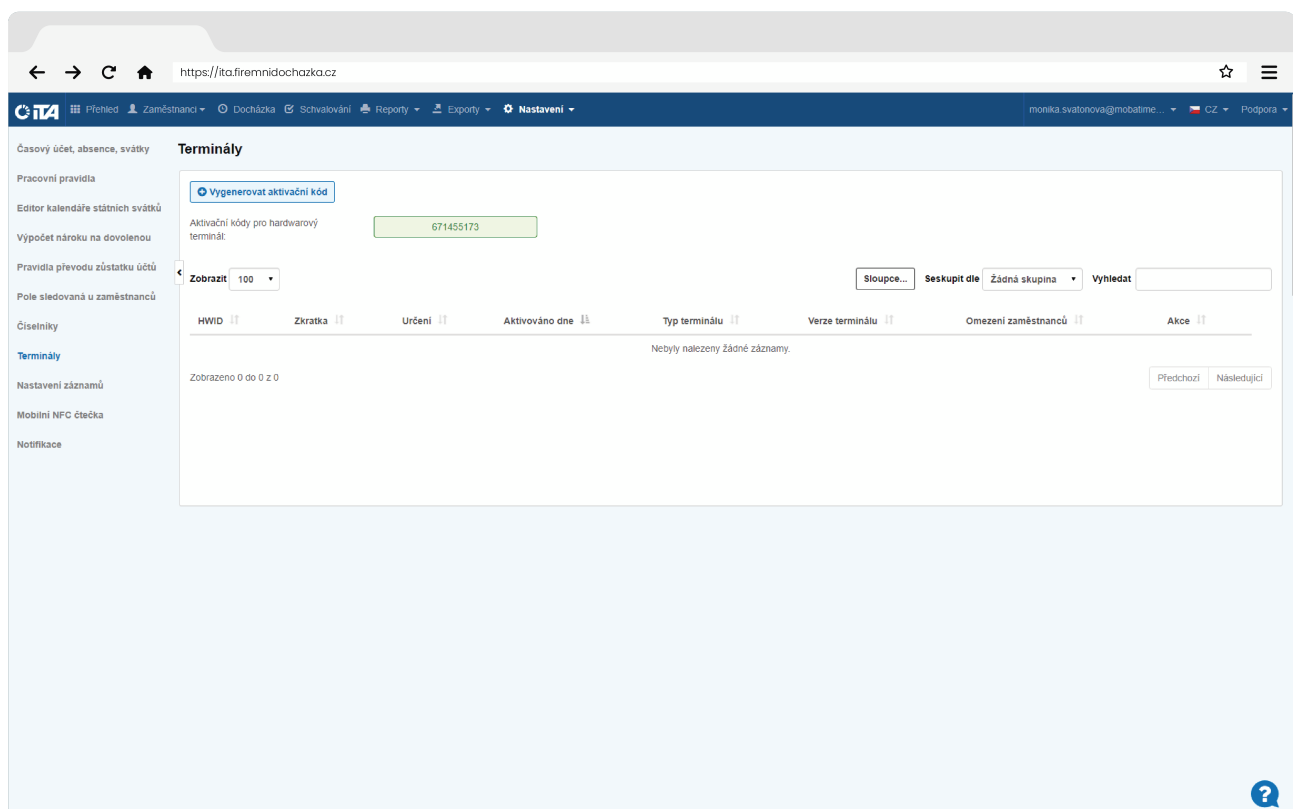 https://ita.firemnidochazka.cz
iTA Přehled Zaměstnanci Docházka Schvalování Reporty Exporty Nastavení monika.svatonova@mobatime... CZ Podpora
Časový účet, absence, svátky
Pracovní pravidla
Editor kalendáře státních svátků
Výpočet nároku na dovolenou
Pravidla převodu zůstatku účtů
Pole sledovaná u zaměstnanců
Číselníky
Terminály
Nastavení záznamů
Mobilní NFC čtečka
Notifikace
Terminály
Vygenerovat aktivační kód
Aktivační kódy pro hardwarový
terminál:
671455173
Zobrazit 100 Sloupce... Seskupit dle Žádná skupina Vyhledat
HWID Zkratka Určení Aktivováno dne Typ terminálu Verze terminálu Omezení zaměstnanců Akce
Nebyly nalezeny žádné záznamy.
Zobrazeno 0 do 0 z 0 Předchozí Následující
?